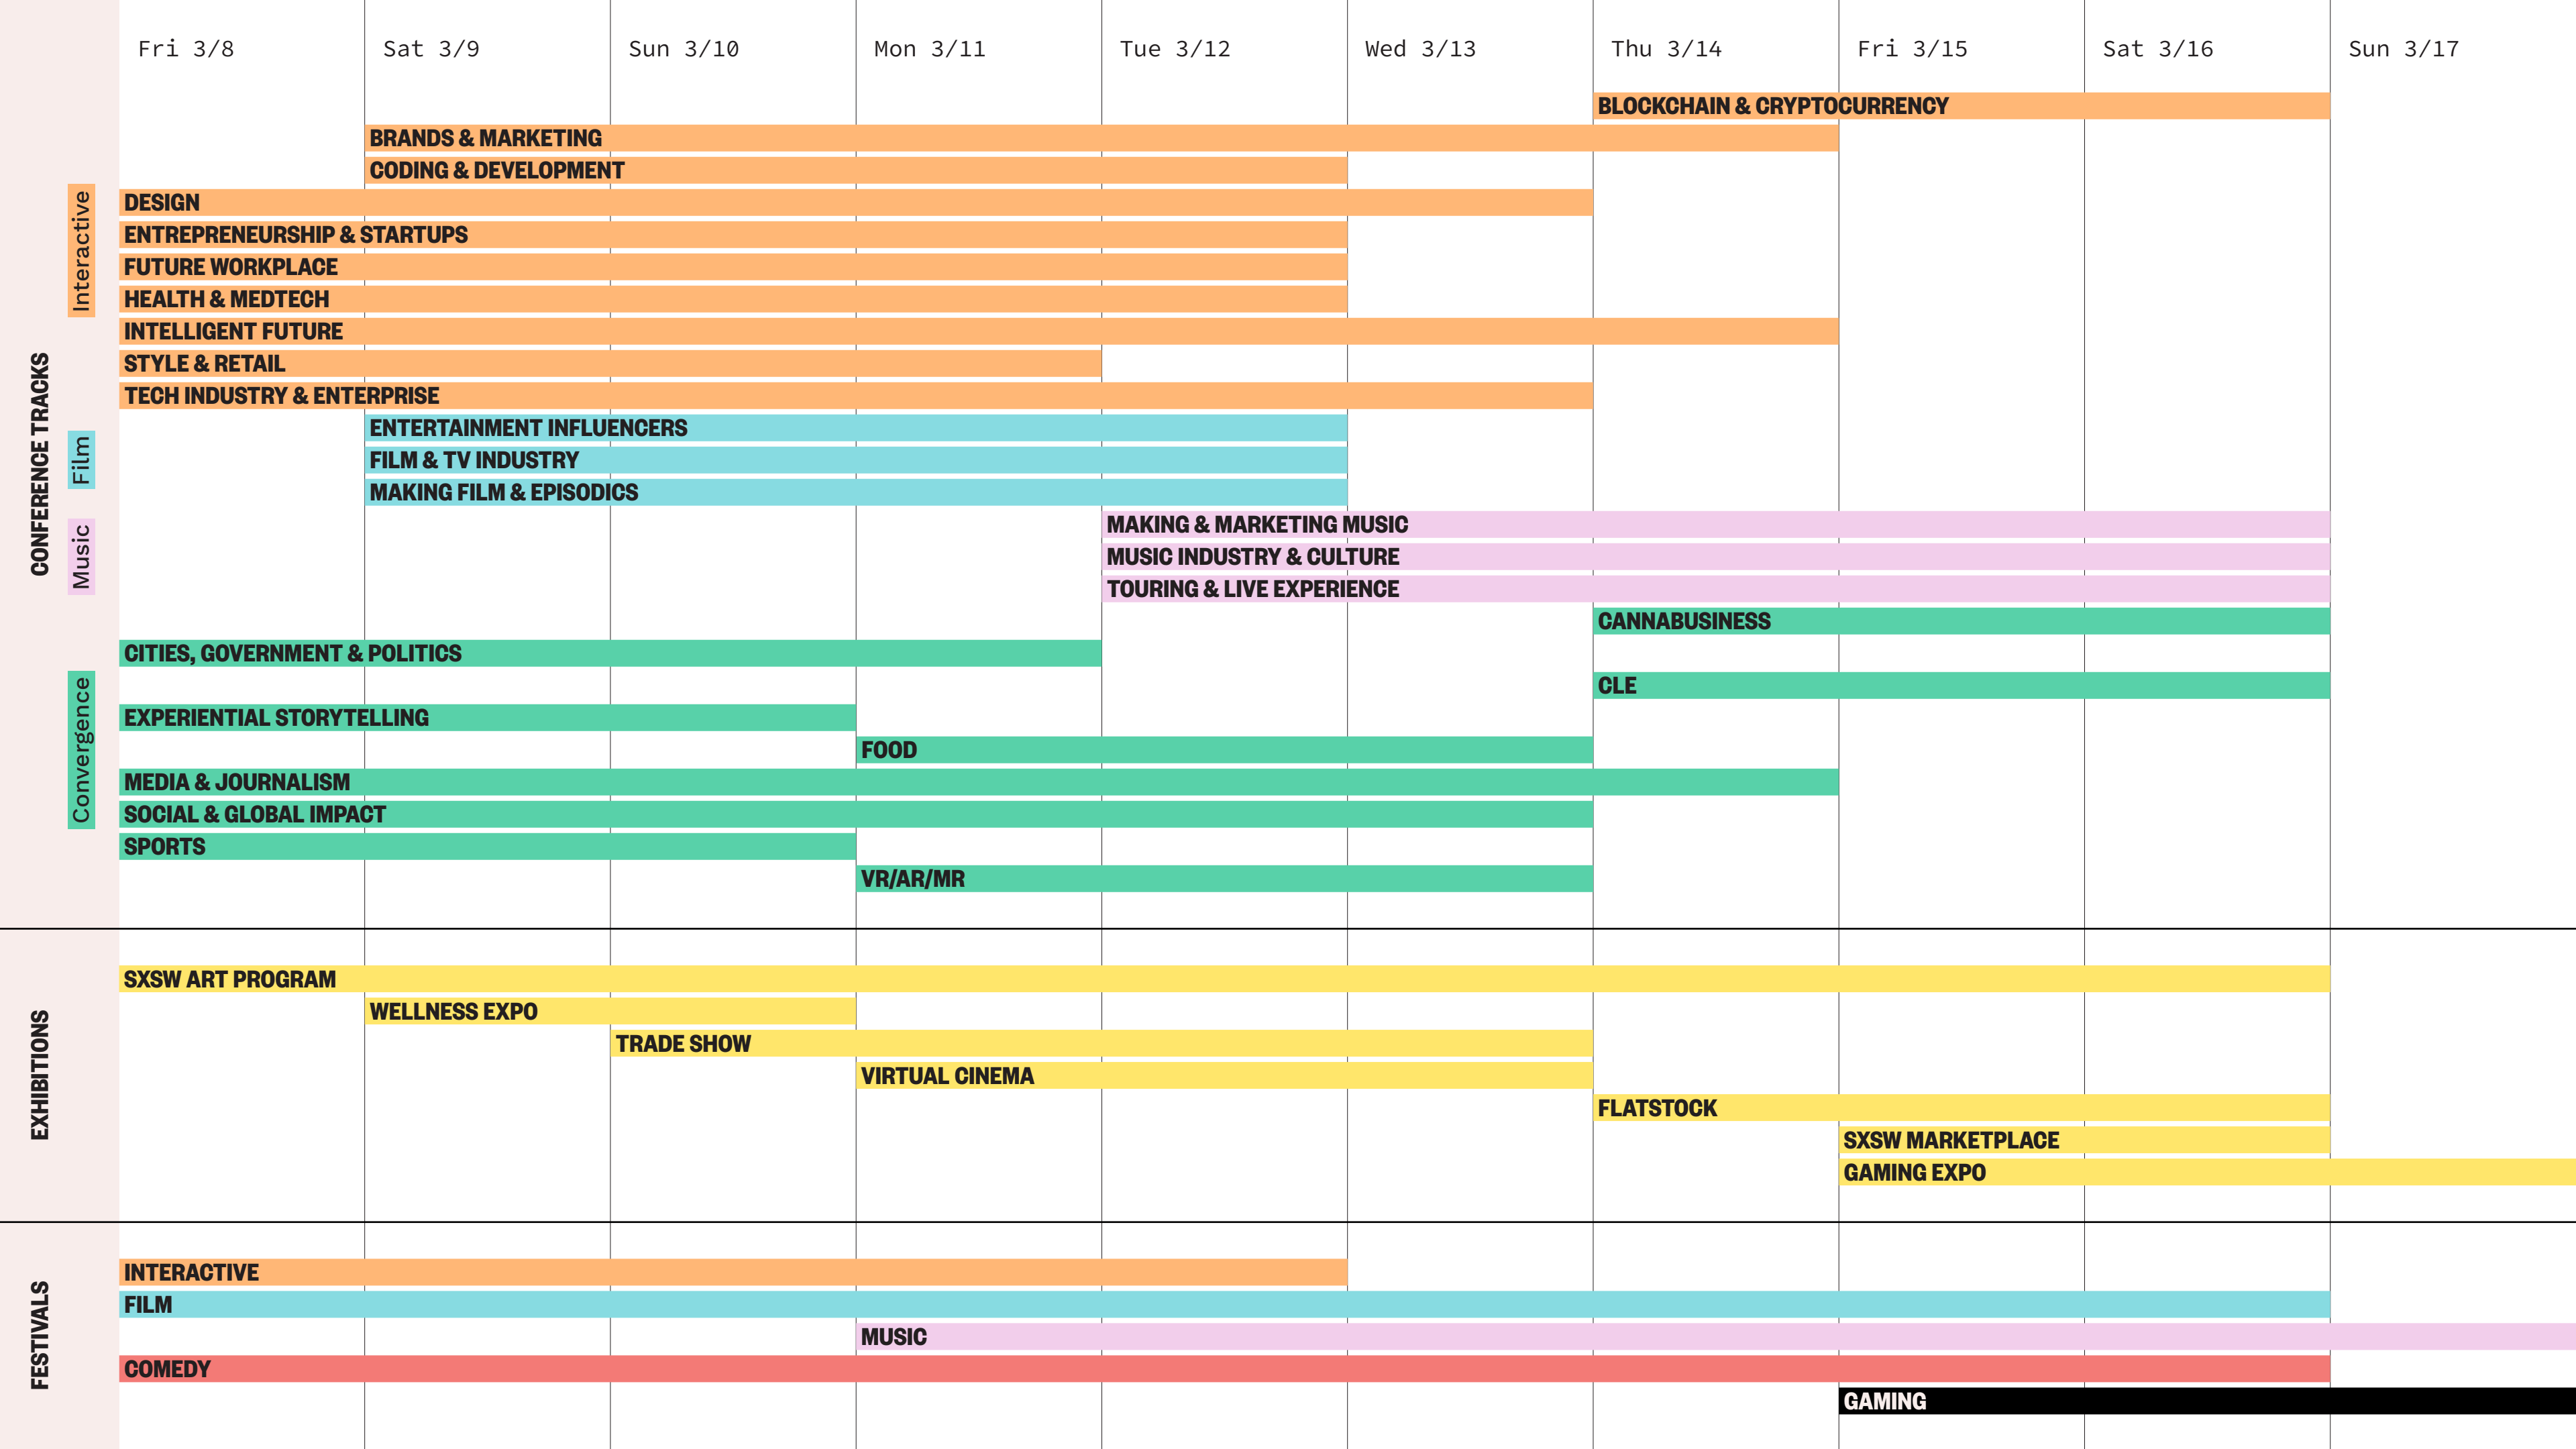 Fri 3/8
Sat 3/9
Sun 3/10
Mon 3/11
Tue 3/12
Wed 3/13
Thu 3/14
Fri 3/15
Sat 3/16
Sun 3/17
CONFERENCE TRACKS
Interactive
BLOCKCHAIN & CRYPTOCURRENCY
BRANDS & MARKETING
CODING & DEVELOPMENT
DESIGN
ENTREPRENEURSHIP & STARTUPS
FUTURE WORKPLACE
HEALTH & MEDTECH
INTELLIGENT FUTURE
STYLE & RETAIL
TECH INDUSTRY & ENTERPRISE
Film
ENTERTAINMENT INFLUENCERS
FILM & TV INDUSTRY
MAKING FILM & EPISODICS
Music
MAKING & MARKETING MUSIC
MUSIC INDUSTRY & CULTURE
TOURING & LIVE EXPERIENCE
Convergence
CANNABUSINESS
CITIES, GOVERNMENT & POLITICS
CLE
EXPERIENTIAL STORYTELLING
FOOD
MEDIA & JOURNALISM
SOCIAL & GLOBAL IMPACT
SPORTS
VR/AR/MR
EXHIBITIONS
SXSW ART PROGRAM
WELLNESS EXPO
TRADE SHOW
VIRTUAL CINEMA
FLATSTOCK
SXSW MARKETPLACE
GAMING EXPO
FESTIVALS
INTERACTIVE
FILM
MUSIC
COMEDY
GAMING